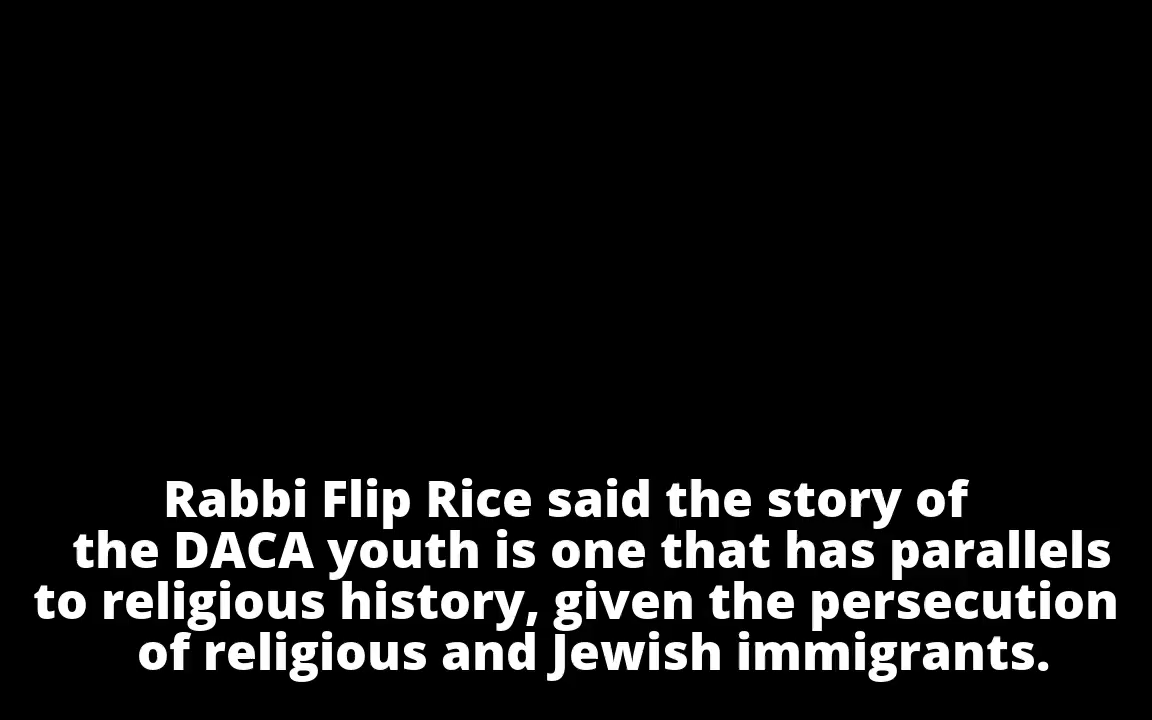 Rabbi Flip Rice said the story of
the DACA youth is one that has parallels
to religious history, given the persecution
of religious and Jewish immigrants.